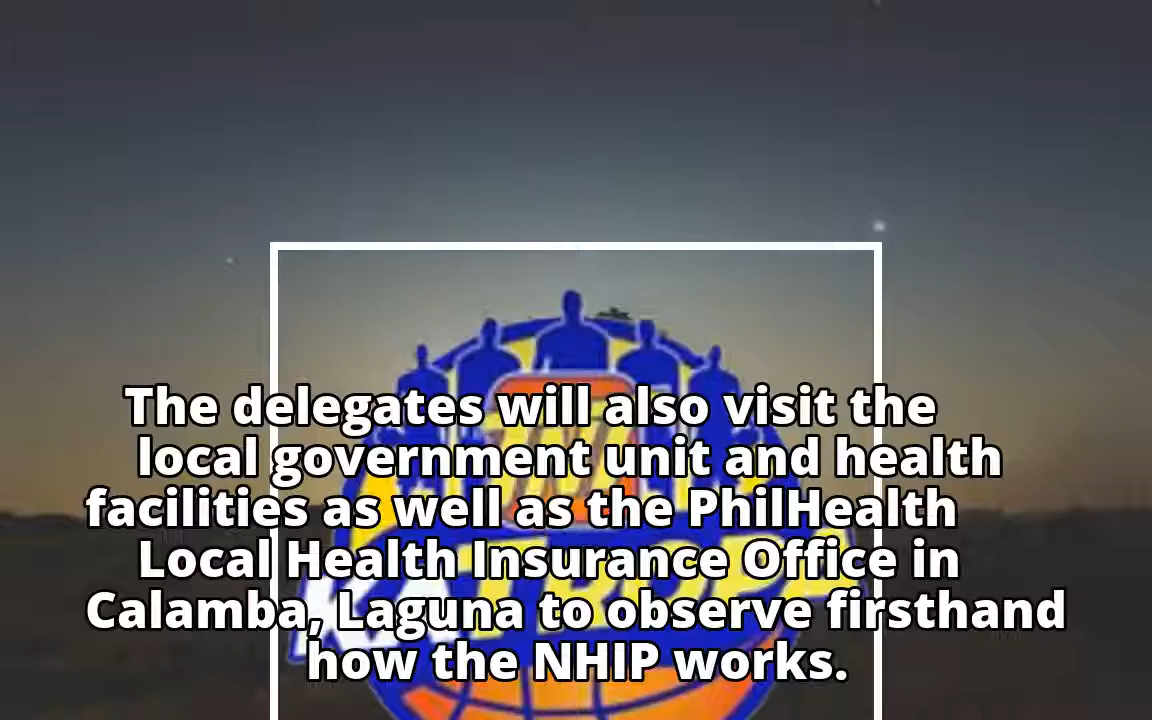 The delegates will also visit the
local government unit and health
facilities as well as the PhilHealth
Local Health Insurance Office in
Calamba, Laguna to observe firsthand
how the NHIP works.